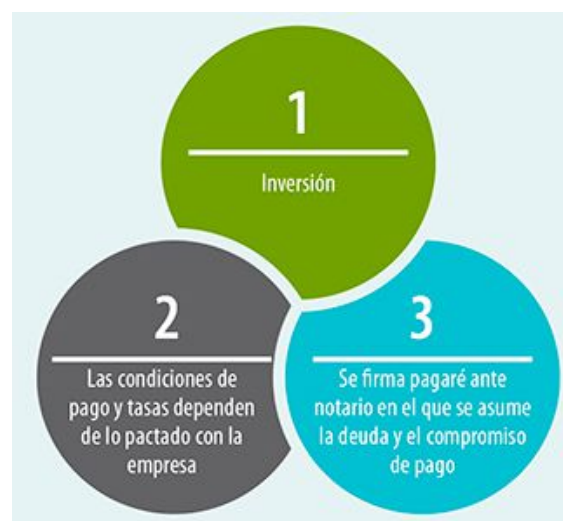 1
Inversión
2
Las condiciones de
pago y tasas dependen
de lo pactado con la
empresa
3
Se firma pagaré ante
notario en el que se asume
la deuda y el compromiso
de pago